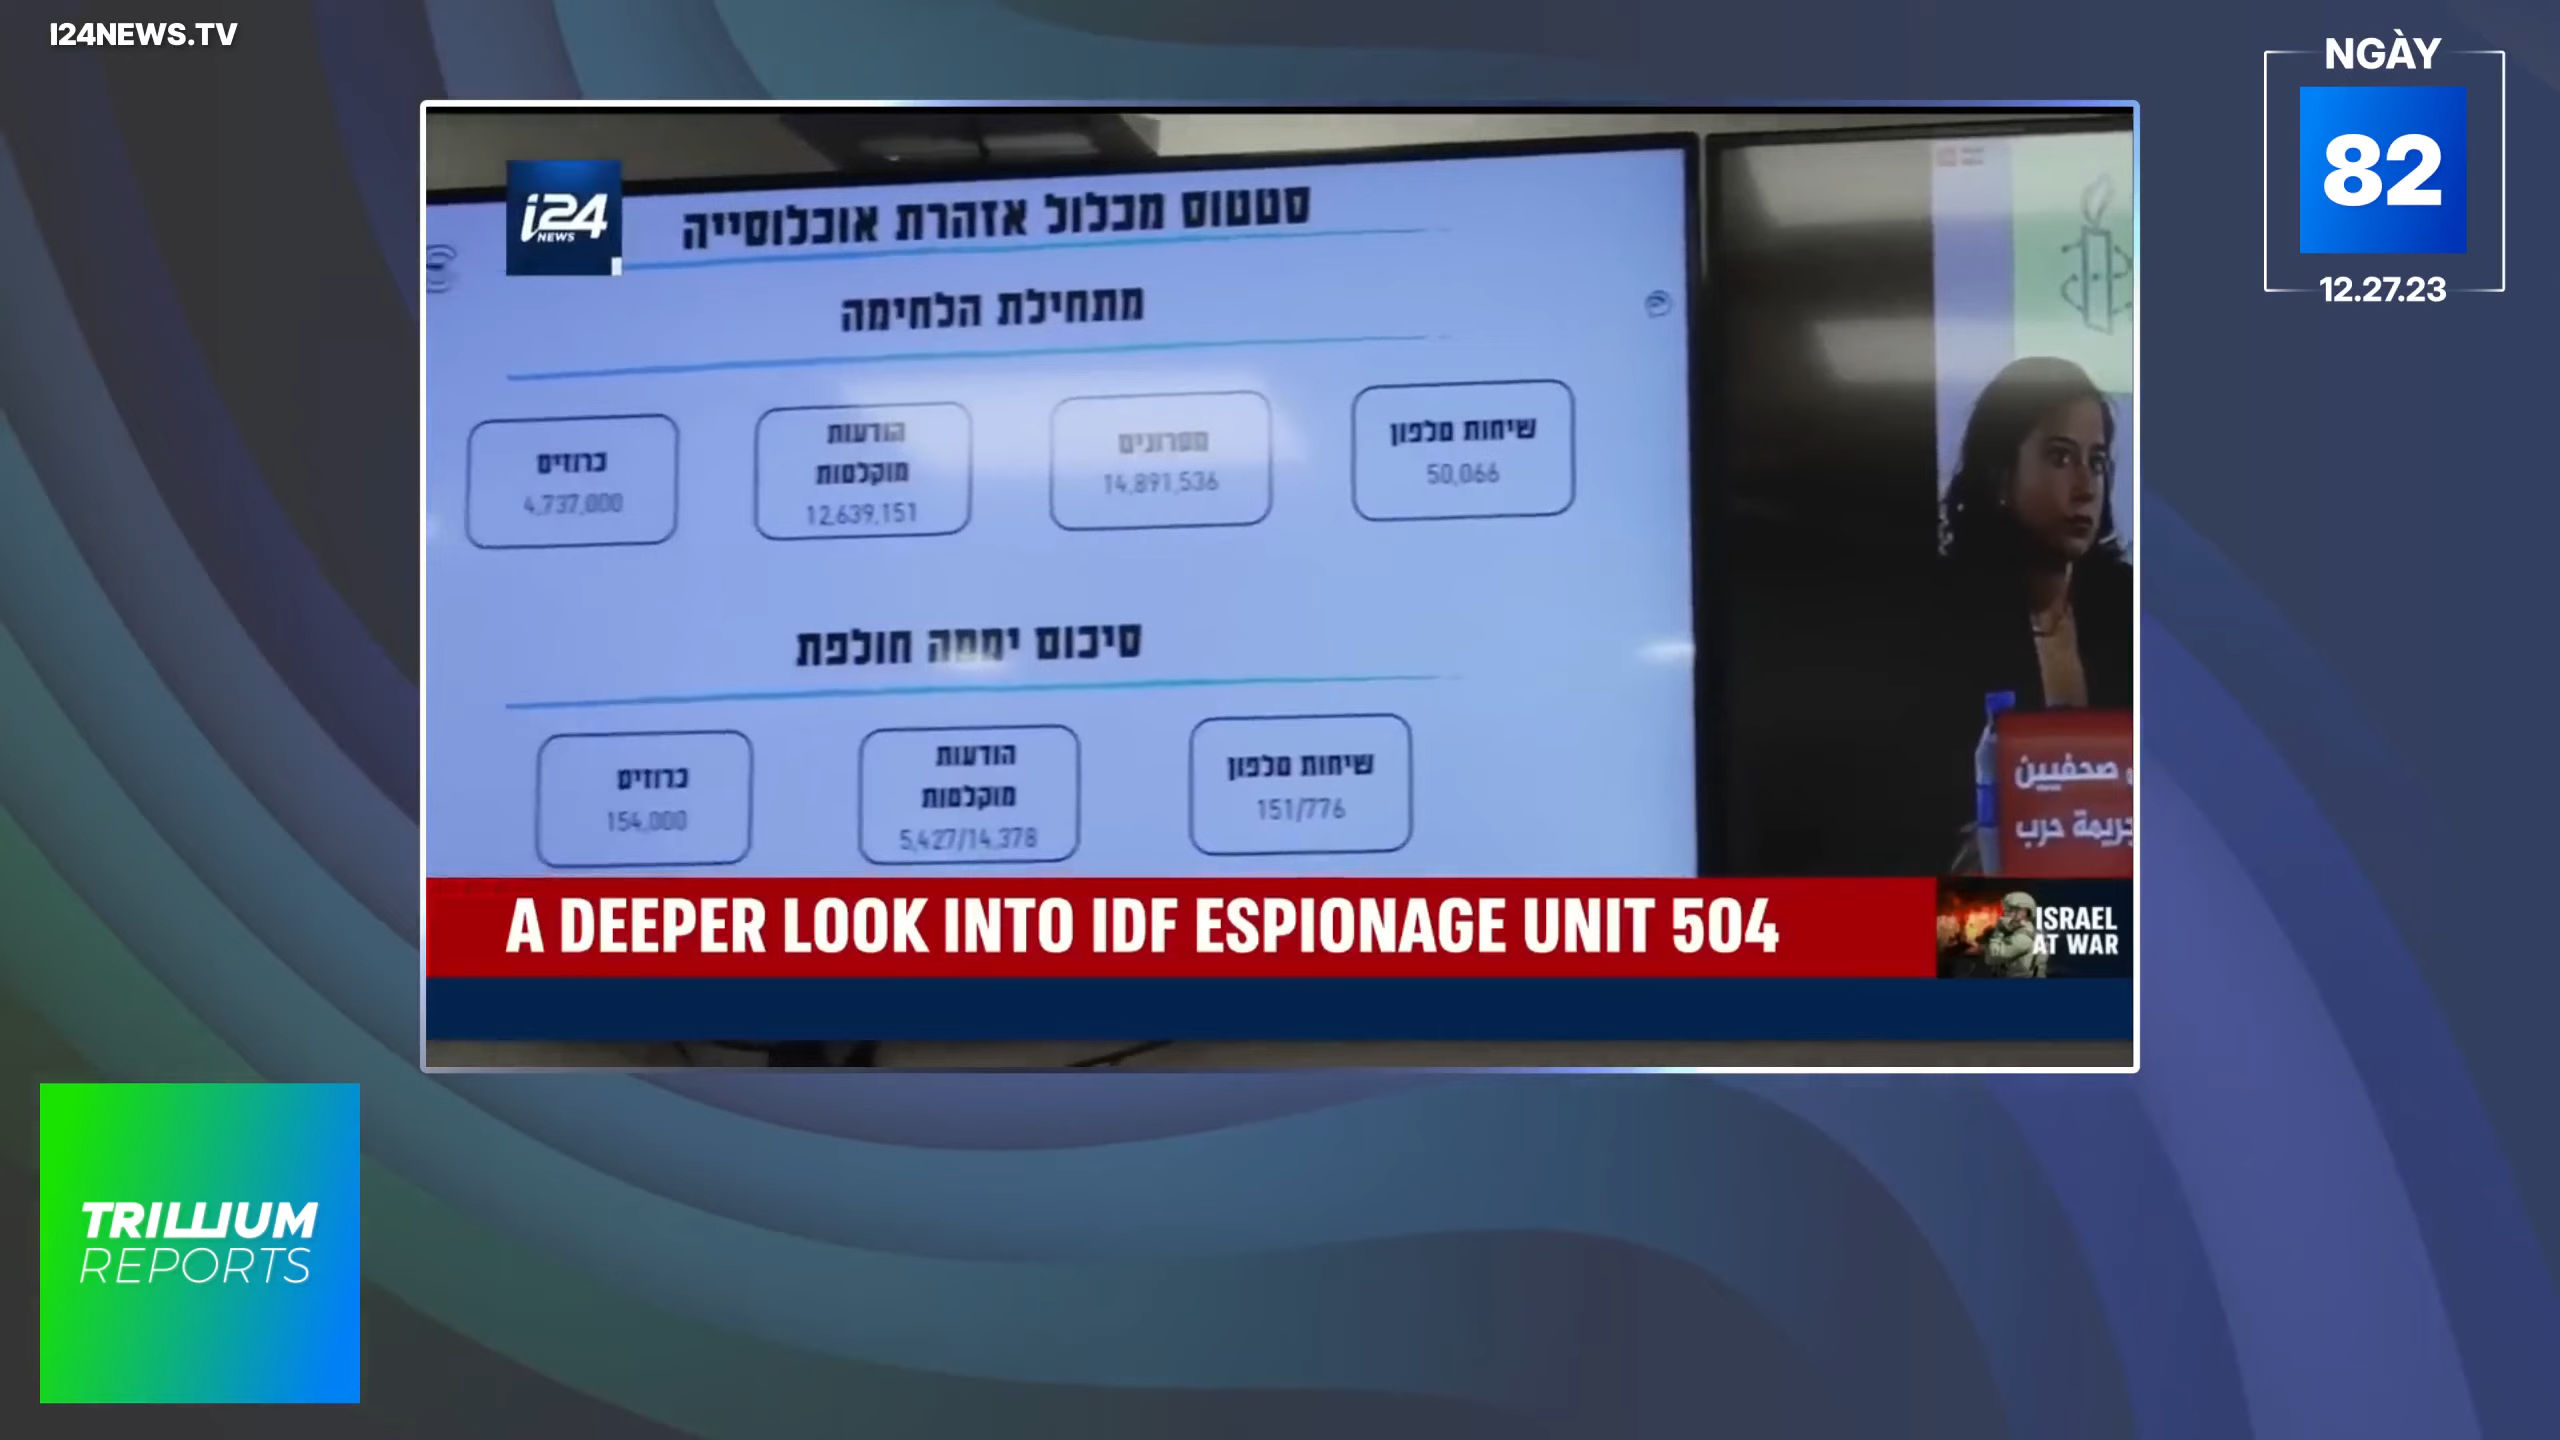 I24NEWS.TV
NGÀY
82
12.27.23
i24
NEWS
סטטוס מכלול אזהרת אוכלוסייה
מתחילת הלחימה
שיחות טלפון
50,066
מסרונים
14,891,536
הודעות
מוקלטות
12,639,151
כרוזים
4,737,000
סיכום יממה חולפת
שיחות טלפון
151/776
הודעות
מוקלטות
5,427/14,378
כרוזים
154,000
صحفيين
جريمة حرب
A DEEPER LOOK INTO IDF ESPIONAGE UNIT 504
ISRAEL
AT WAR
TRILLIUM
REPORTS